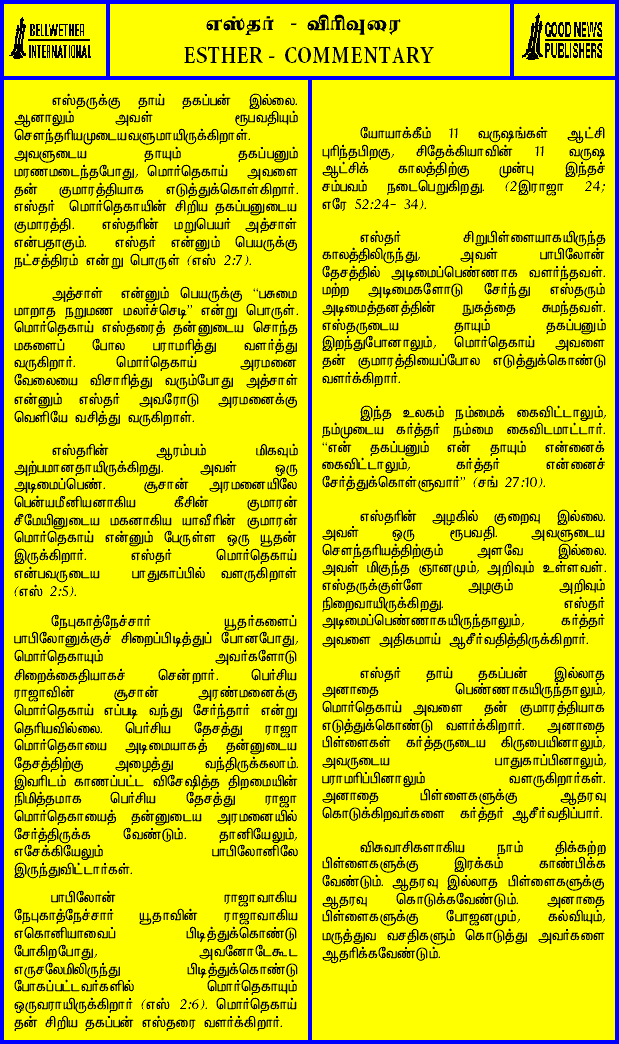 BELLWETHER
INTERNATIONAL
எஸ்தர் - விரிவுரை
ESTHER - COMMENTARY
GOOD NEWS
PUBLISHERS
எஸ்தருக்கு தாய் தகப்பன் இல்லை.
ஆனாலும் அவள் ரூபவதியும்
சௌந்தரியமுடையவளுமாயிருக்கிறாள்.
அவளுடைய தாயும் தகப்பனும்
மரணமடைந்தபோது, மொர்தெகாய் அவளை
தன் குமாரத்தியாக எடுத்துக்கொள்கிறார்.
எஸ்தர் மொர்தெகாயின் சிறிய தகப்பனுடைய
குமாரத்தி. எஸ்தரின் மறுபெயர் அத்சாள்
என்பதாகும். எஸ்தர் என்னும் பெயருக்கு
நட்சத்திரம் என்று பொருள் (எஸ் 2:7).
அத்சாள் என்னும் பெயருக்கு “பசுமை
மாறாத நறுமண மலர்ச்செடி” என்று பொருள்.
மொர்தெகாய் எஸ்தரைத் தன்னுடைய சொந்த
மகளைப் போல பராமரித்து வளர்த்து
வருகிறார். மொர்தெகாய் அரமனை
வேலையை விசாரித்து வரும்போது அத்சாள்
என்னும் எஸ்தர் அவரோடு அரமனைக்கு
வெளியே வசித்து வருகிறாள்.
எஸ்தரின் ஆரம்பம் மிகவும்
அற்பமானதாயிருக்கிறது. அவள் ஒரு
அடிமைப்பெண். சூசான் அரமனையிலே
பென்யமீனியனாகிய கீசின் குமாரன்
சீமேயினுடைய மகனாகிய யாவீரின் குமாரன்
மொர்தெகாய் என்னும் பேருள்ள ஒரு யூதன்
இருக்கிறார். எஸ்தர் மொர்தெகாய்
என்பவருடைய பாதுகாப்பில் வளருகிறாள்
(எஸ் 2:5).
நேபுகாத்நேச்சார் யூதர்களைப்
பாபிலோனுக்குச் சிறைப்பிடித்துப் போனபோது,
மொர்தெகாயும் அவர்களோடு
சிறைக்கைதியாகச் சென்றார். பெர்சிய
ராஜாவின் சூசான் அரண்மனைக்கு
மொர்தெகாய் எப்படி வந்து சேர்ந்தார் என்று
தெரியவில்லை. பெர்சிய தேசத்து ராஜா
மொர்தெகாயை அடிமையாகத் தன்னுடைய
தேசத்திற்கு அழைத்து வந்திருக்கலாம்.
இவரிடம் காணப்பட்ட விசேஷித்த திறமையின்
நிமித்தமாக பெர்சிய தேசத்து ராஜா
மொர்தெகாயைத் தன்னுடைய அரமனையில்
சேர்த்திருக்க வேண்டும். தானியேலும்,
எசேக்கியேலும் பாபிலோனிலே
இருந்துவிட்டார்கள்.
பாபிலோன் ராஜாவாகிய
நேபுகாத்நேச்சார் யூதாவின் ராஜாவாகிய
எகொனியாவைப் பிடித்துக்கொண்டு
போகிறபோது, அவனோடேகூட
எருசலேமிலிருந்து பிடித்துக்கொண்டு
போகப்பட்டவர்களில் மொர்தெகாயும்
ஒருவராயிருக்கிறார் (எஸ் 2:6). மொர்தெகாய்
தன் சிறிய தகப்பன் எஸ்தரை வளர்க்கிறார்.
யோயாக்கீம் 11 வருஷங்கள் ஆட்சி
புரிந்தபிறகு, சிதேக்கியாவின் 11 வருஷ
ஆட்சிக் காலத்திற்கு முன்பு இந்தச்
சம்பவம் நடைபெறுகிறது. (2இராஜா 24;
எரே 52:24- 34).
எஸ்தர் சிறுபிள்ளையாகயிருந்த
காலத்திலிருந்து, அவள் பாபிலோன்
தேசத்தில் அடிமைப்பெண்ணாக வளர்ந்தவள்.
மற்ற அடிமைகளோடு சேர்ந்து எஸ்தரும்
அடிமைத்தனத்தின் நுகத்தை சுமந்தவள்.
எஸ்தருடைய தாயும் தகப்பனும்
இறந்துபோனாலும், மொர்தெகாய் அவளை
தன் குமாரத்தியைப்போல எடுத்துக்கொண்டு
வளர்க்கிறார்.
இந்த உலகம் நம்மைக் கைவிட்டாலும்,
நம்முடைய கர்த்தர் நம்மை கைவிடமாட்டார்.
“என் தகப்பனும் என் தாயும் என்னைக்
கைவிட்டாலும், கர்த்தர் என்னைச்
சேர்த்துக்கொள்ளுவார்” (சங் 27:10).
எஸ்தரின் அழகில் குறைவு இல்லை.
அவள் ஒரு ரூபவதி. அவளுடைய
சௌந்தரியத்திற்கும் அளவே இல்லை.
அவள் மிகுந்த ஞானமும், அறிவும் உள்ளவள்.
எஸ்தருக்குள்ளே அழகும் அறிவும்
நிறைவாயிருக்கிறது. எஸ்தர்
அடிமைப்பெண்ணாகயிருந்தாலும், கர்த்தர்
அவளை அதிகமாய் ஆசீர்வதித்திருக்கிறார்.
எஸ்தர் தாய் தகப்பன் இல்லாத
அனாதை பெண்ணாகயிருந்தாலும்,
மொர்தெகாய் அவளை தன் குமாரத்தியாக
எடுத்துக்கொண்டு வளர்க்கிறார். அனாதை
பிள்ளைகள் கர்த்தருடைய கிருபையினாலும்,
அவருடைய பாதுகாப்பினாலும்,
பராமரிப்பினாலும் வளருகிறார்கள்.
அனாதை பிள்ளைகளுக்கு ஆதரவு
கொடுக்கிறவர்களை கர்த்தர் ஆசீர்வதிப்பார்.
விசுவாசிகளாகிய நாம் திக்கற்ற
பிள்ளைகளுக்கு இரக்கம் காண்பிக்க
வேண்டும். ஆதரவு இல்லாத பிள்ளைகளுக்கு
ஆதரவு கொடுக்கவேண்டும். அனாதை
பிள்ளைகளுக்கு போஜனமும், கல்வியும்,
மருத்துவ வசதிகளும் கொடுத்து அவர்களை
ஆதரிக்கவேண்டும்.